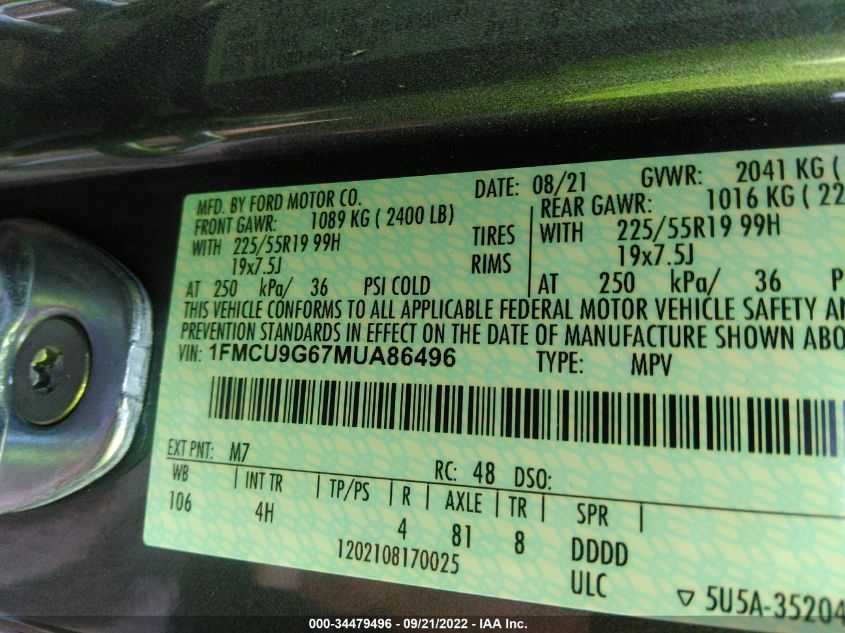 MFD. BY FORD MOTOR CO. DATE: 08/21 GVWR: 2041 KG (
FRONT GAWR: 1089 KG ( 2400 LB) REAR GAWR: 1016 KG ( 22
WITH 225/55R19 99H TIRES WITH 225/55R19 99H
19x7.5J RIMS 19x7.5J
AT 250 kPa/ 36 PSI COLD AT 250 kPa/ 36 P
THIS VEHICLE CONFORMS TO ALL APPLICABLE FEDERAL MOTOR VEHICLE SAFETY AN
PREVENTION STANDARDS IN EFFECT ON THE DATE OF MANUFACTURE SHOWN ABO
VIN: 1FMCU9G67MUA86496 TYPE: MPV
EXT PNT: M7 RC: 48 DSO:
WB | INT TR | TP/PS | R | AXLE | TR | SPR
106 4H 4 81 8 DDDD
1202108170025 ULC ▽ 5U5A-35204
000-34479496 - 09/21/2022 - IAA Inc.